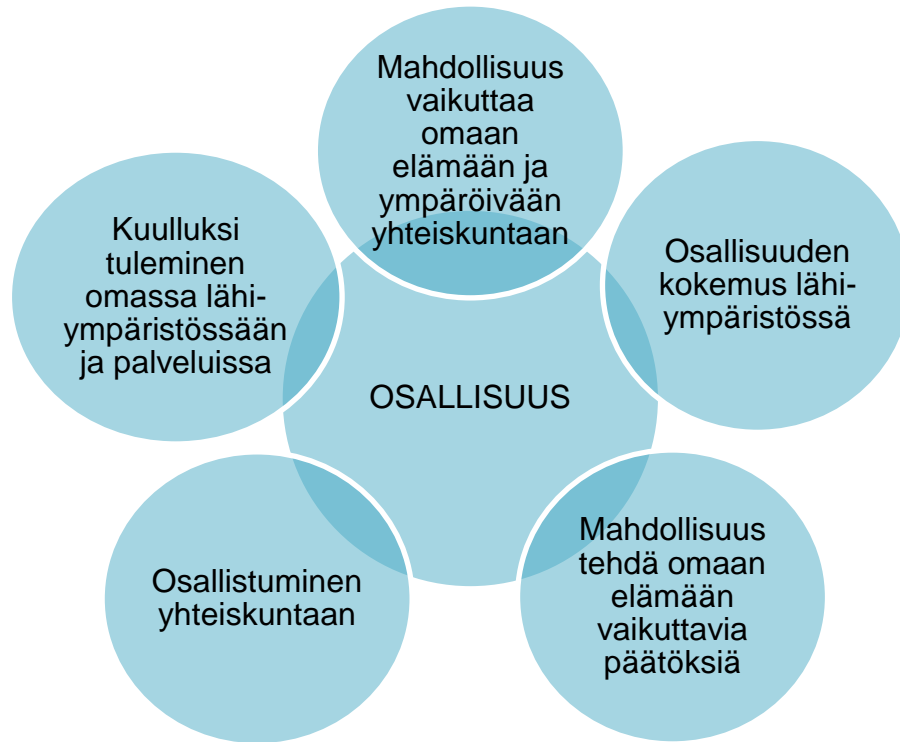 Mahdollisuus
vaikuttaa
omaan
elämään ja
ympäröivään
yhteiskuntaan
Kuulluksi
tuleminen
omassa lähi-
ympäristössään
ja palveluissa
Osallisuuden
kokemus lähi-
ympäristössä
OSALLISUUS
Osallistuminen
yhteiskuntaan
Mahdollisuus
tehdä omaan
elämään
vaikuttavia
päätöksiä